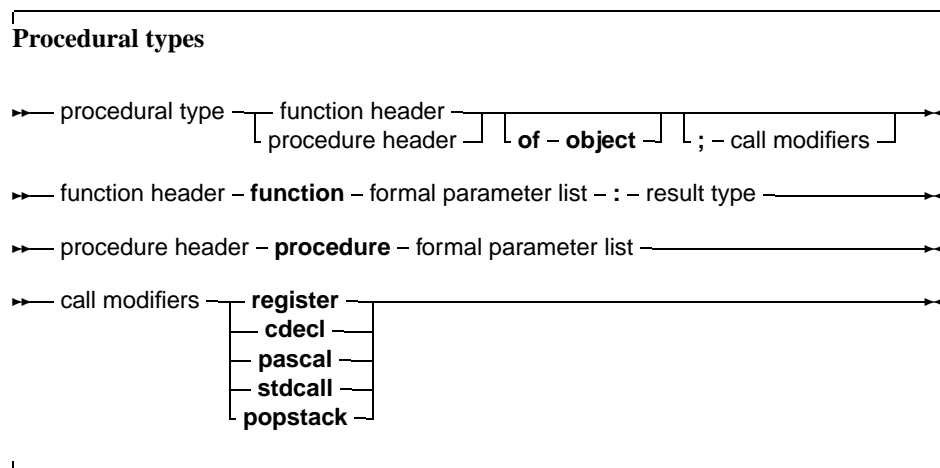 Procedural types
procedural type function header of object ; call modifiers
procedure header
function header function formal parameter list : result type
procedure header procedure formal parameter list
call modifiers register
cdecl
pascal
stdcall
popstack